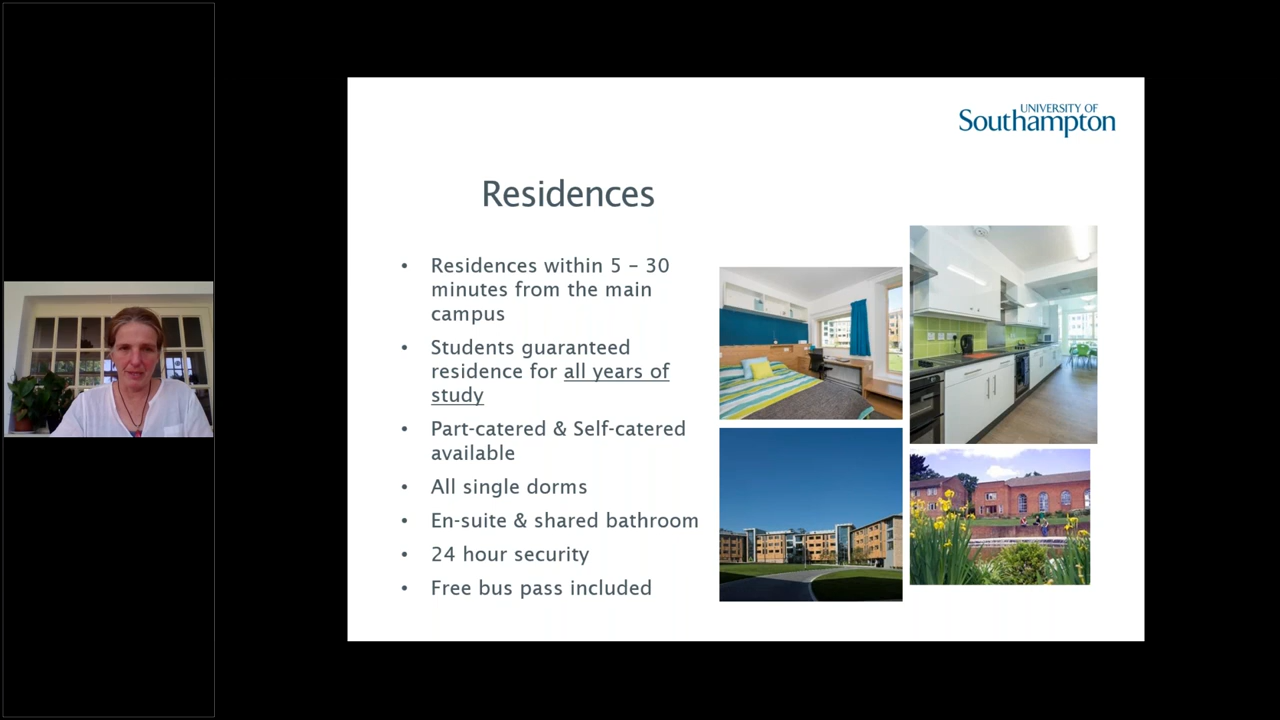 UNIVERSITY OF
Southampton
Residences
• Residences within 5 – 30
minutes from the main
campus
• Students guaranteed
residence for all years of
study
• Part-catered & Self-catered
available
• All single dorms
• En-suite & shared bathroom
• 24 hour security
• Free bus pass included